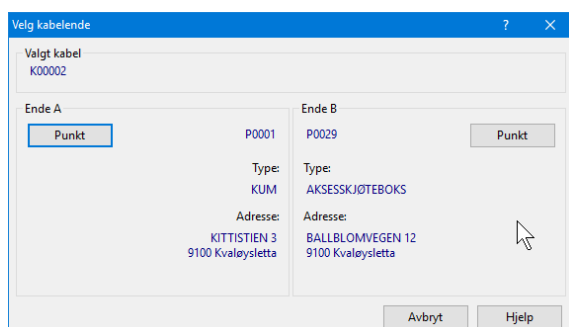 Velg kabelende ?
Valgt kabel
K00002
Ende A
Punkt P0001
Type:
KUM
Adresse:
KITTISTIEN 3
9100 Kvaløysletta
Ende B
P0029 Punkt
Type:
AKSESSKJØTEBOKS
Adresse:
BALLBLOMVEGEN 12
9100 Kvaløysletta
Avbryt Hjelp